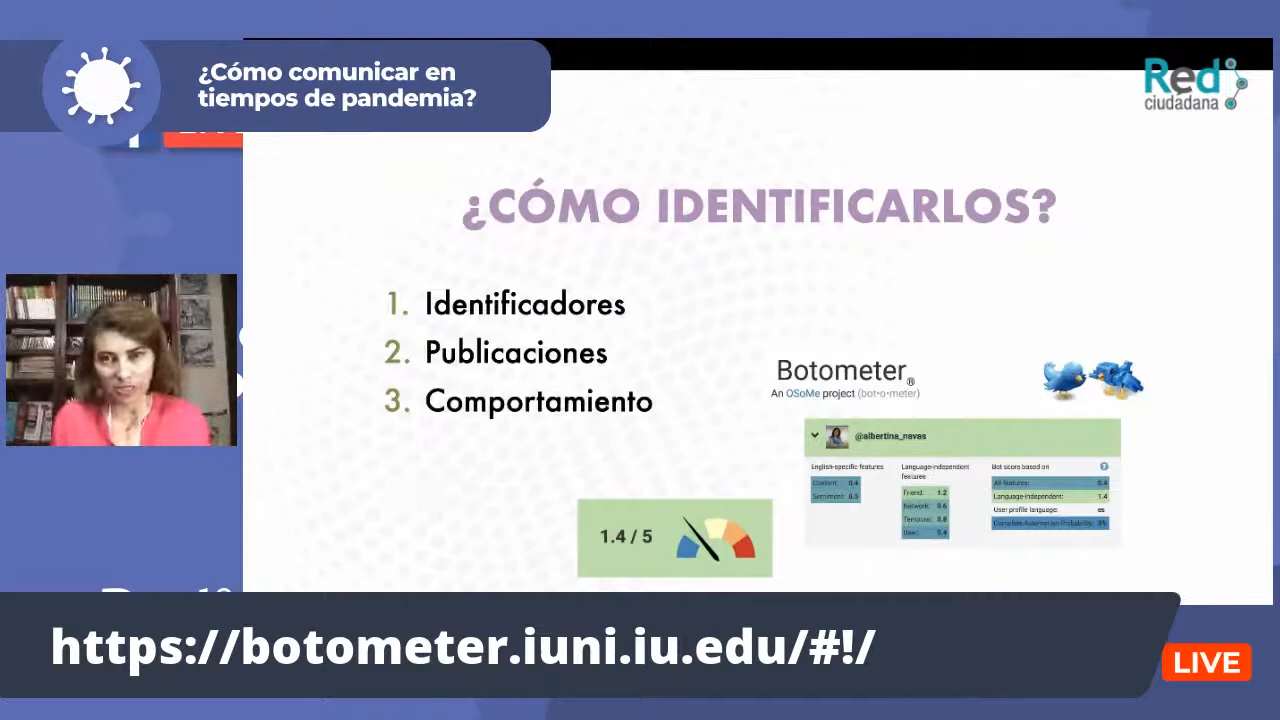 ¿Cómo comunicar en
tiempos de pandemia?
Red
ciudadana
¿CÓMO IDENTIFICARLOS?
1. Identificadores
2. Publicaciones
3. Comportamiento
Botometer®
An OSoMe project (bot•o•meter)
@albertina_navas
English-specific features
Content: 0.4
Sentiment: 0.5
Language-independent
features
Friend: 1.2
Network: 0.6
Temporal: 0.8
User: 0.4
Bot score based on
All features: 0.4
Language-independent: 1.4
User profile language: es
Complete Automation Probability: 3%
1.4 / 5
https://botometer.iuni.iu.edu/#!/
LIVE